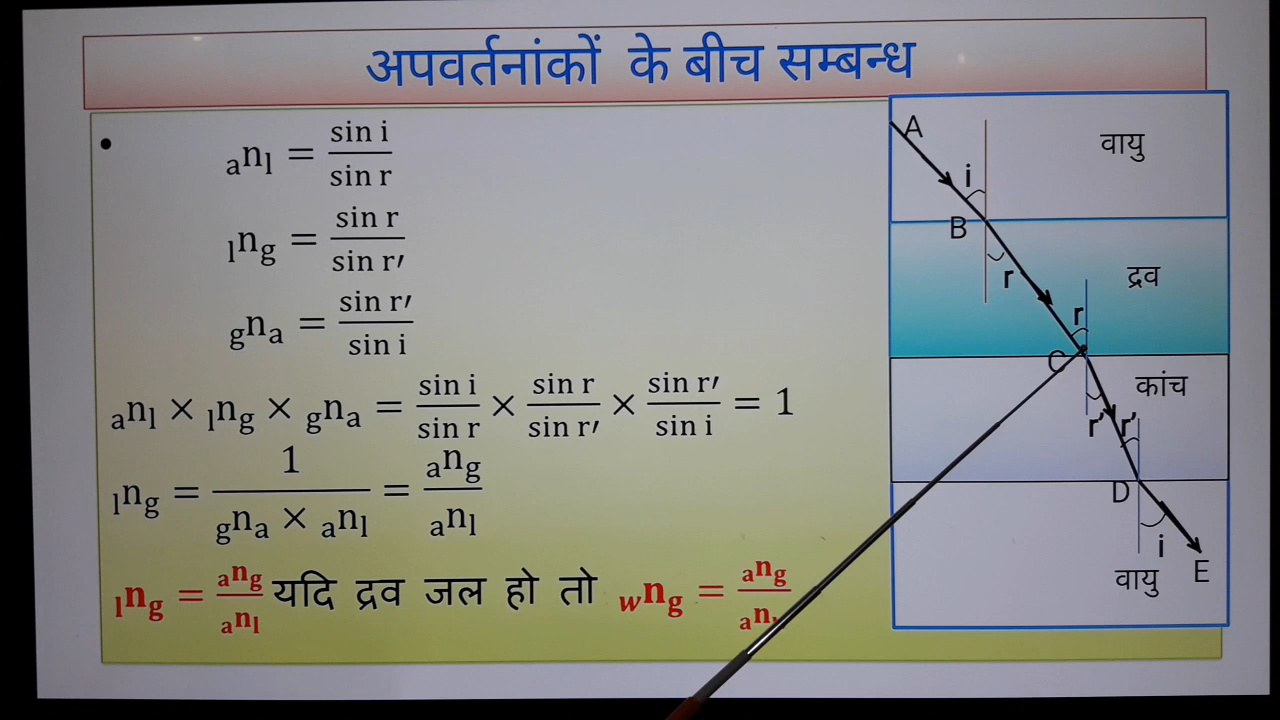 अपवर्तनांकों के बीच सम्बन्ध
• ₐnₗ = sin i / sin r
ₗn_g = sin r / sin r′
_gnₐ = sin r′ / sin i
ₐnₗ × ₗn_g × _gnₐ = sin i / sin r × sin r / sin r′ × sin r′ / sin i = 1
ₗn_g = 1 / (_gnₐ × ₐnₗ) = ₐn_g / ₐnₗ
ₗn_g = ₐn_g / ₐnₗ यदि द्रव जल हो तो _wn_g = ₐn_g / ₐn
A
वायु
i
B
r
द्रव
r
C
कांच
r' r'
D
i
वायु E